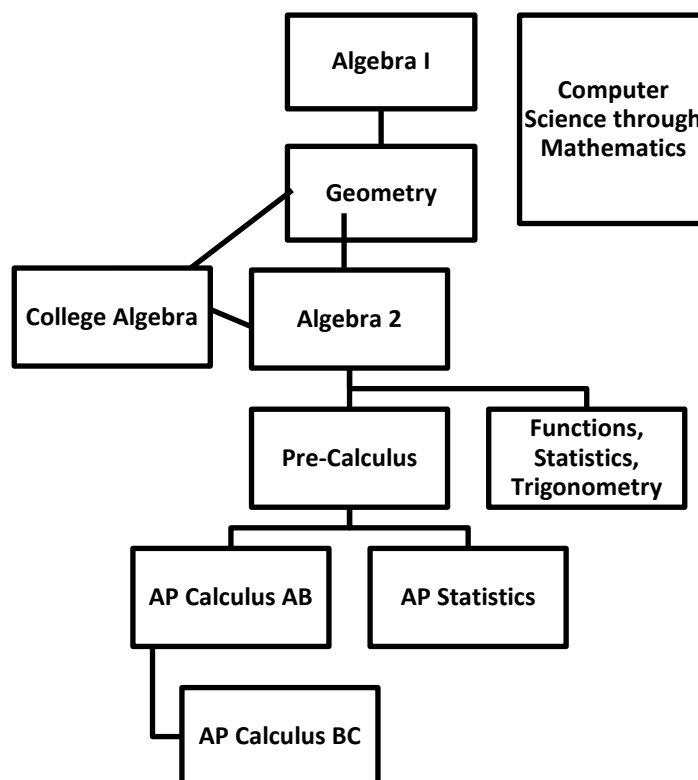 Algebra I
Computer
Science through
Mathematics
Geometry
College Algebra
Algebra 2
Pre-Calculus
Functions,
Statistics,
Trigonometry
AP Calculus AB
AP Statistics
AP Calculus BC